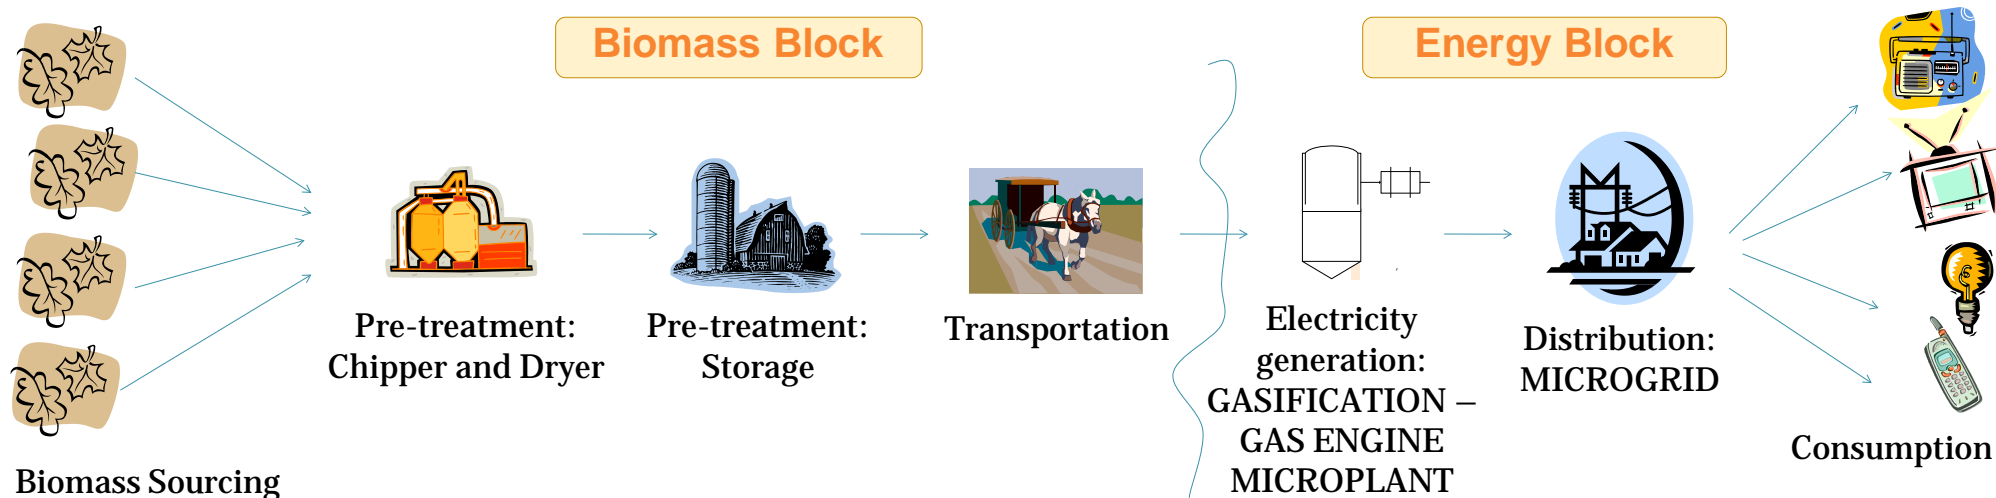 Biomass Block
Energy Block
Biomass Sourcing
Pre-treatment:
Chipper and Dryer
Pre-treatment:
Storage
Transportation
Electricity
generation:
GASIFICATION –
GAS ENGINE
MICROPLANT
Distribution:
MICROGRID
Consumption